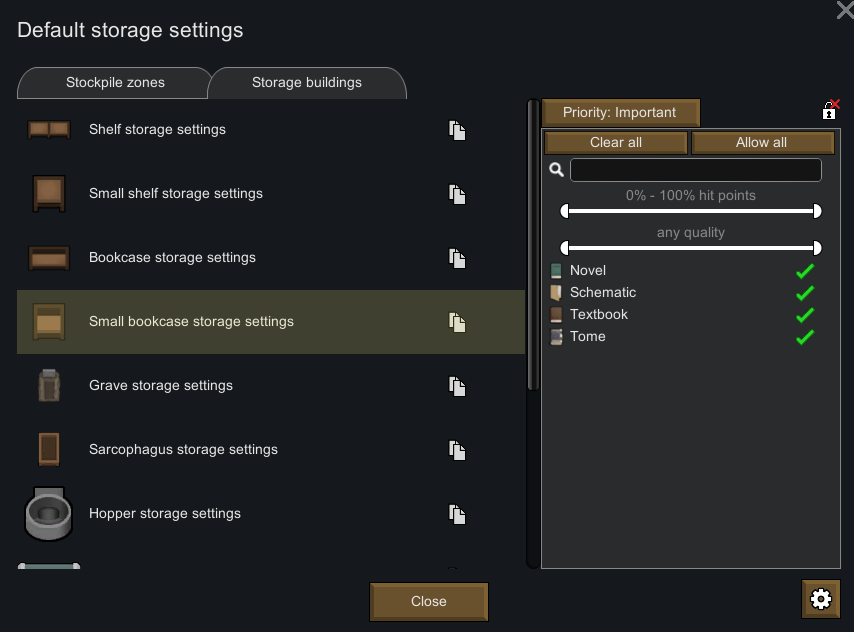 Default storage settings
Stockpile zones
Storage buildings
Shelf storage settings
Small shelf storage settings
Bookcase storage settings
Small bookcase storage settings
Grave storage settings
Sarcophagus storage settings
Hopper storage settings
Priority: Important
Clear all
Allow all
0% - 100% hit points
any quality
Novel
Schematic
Textbook
Tome
Close